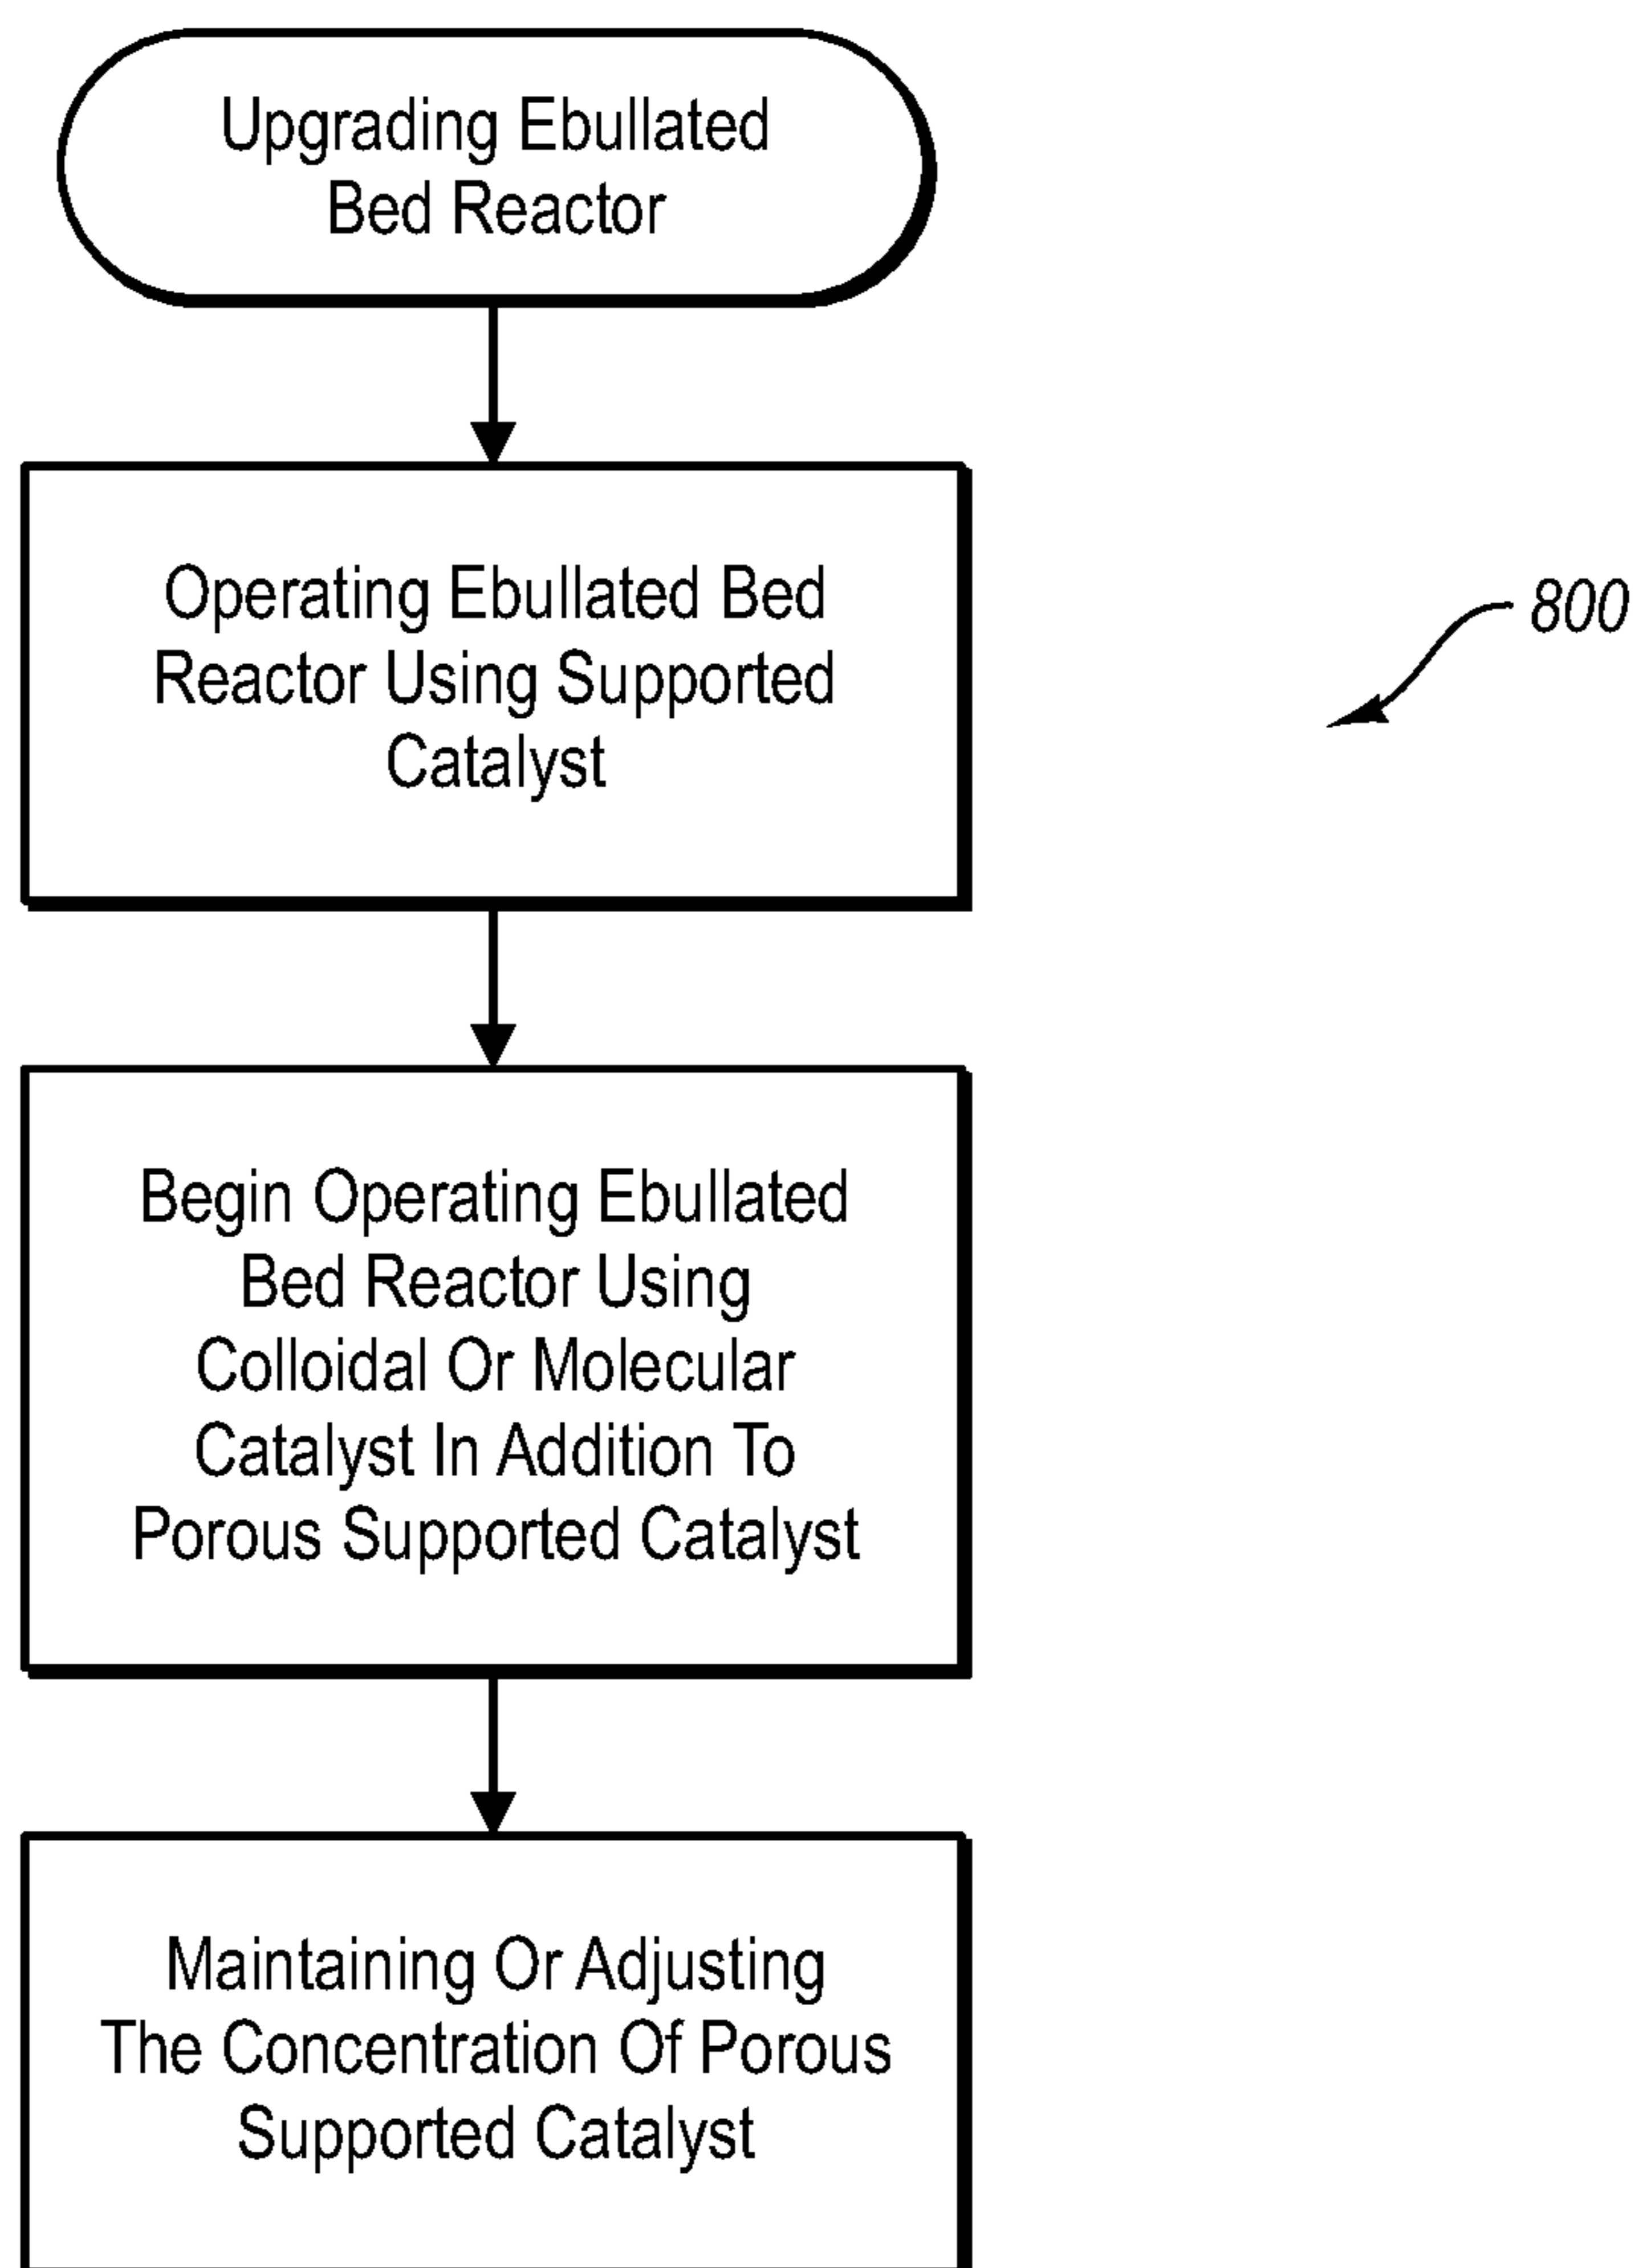 Upgrading Ebullated
Bed Reactor
Operating Ebullated Bed
Reactor Using Supported
Catalyst
800
Begin Operating Ebullated
Bed Reactor Using
Colloidal Or Molecular
Catalyst In Addition To
Porous Supported Catalyst
Maintaining Or Adjusting
The Concentration Of Porous
Supported Catalyst